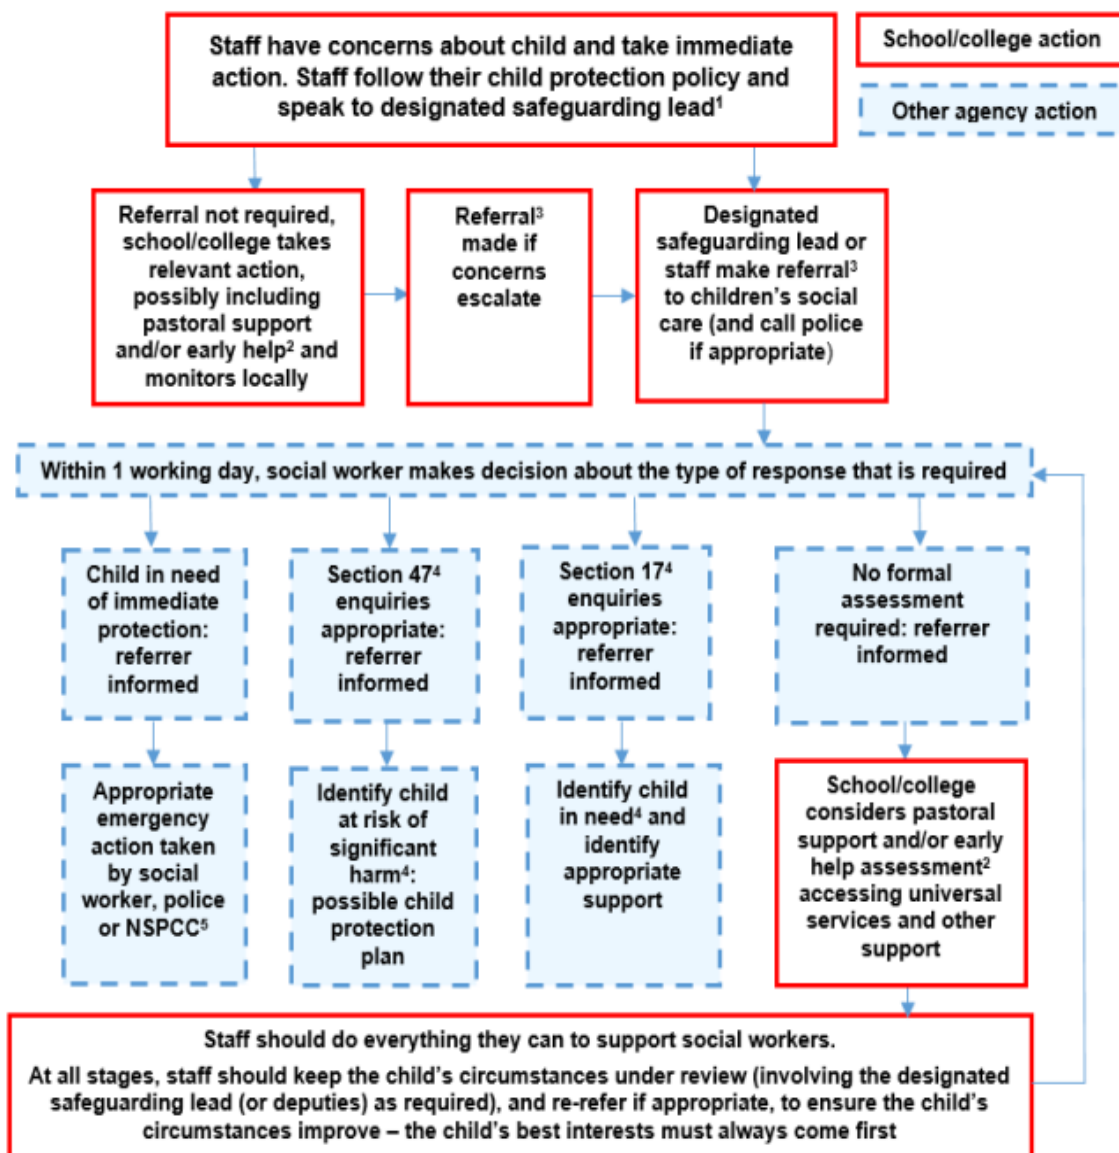 Staff have concerns about child and take immediate
action. Staff follow their child protection policy and
speak to designated safeguarding lead¹
School/college action
Other agency action
Referral not required,
school/college takes
relevant action,
possibly including
pastoral support
and/or early help² and
monitors locally
Referral³
made if
concerns
escalate
Designated
safeguarding lead or
staff make referral³
to children’s social
care (and call police
if appropriate)
Within 1 working day, social worker makes decision about the type of response that is required
Child in need
of immediate
protection:
referrer
informed
Section 47⁴
enquiries
appropriate:
referrer
informed
Section 17⁴
enquiries
appropriate:
referrer
informed
No formal
assessment
required: referrer
informed
Appropriate
emergency
action taken
by social
worker, police
or NSPCC⁵
Identify child
at risk of
significant
harm⁴:
possible child
protection
plan
Identify child
in need⁴ and
identify
appropriate
support
School/college
considers pastoral
support and/or early
help assessment²
accessing universal
services and other
support
Staff should do everything they can to support social workers.
At all stages, staff should keep the child’s circumstances under review (involving the designated
safeguarding lead (or deputies) as required), and re-refer if appropriate, to ensure the child’s
circumstances improve – the child’s best interests must always come first